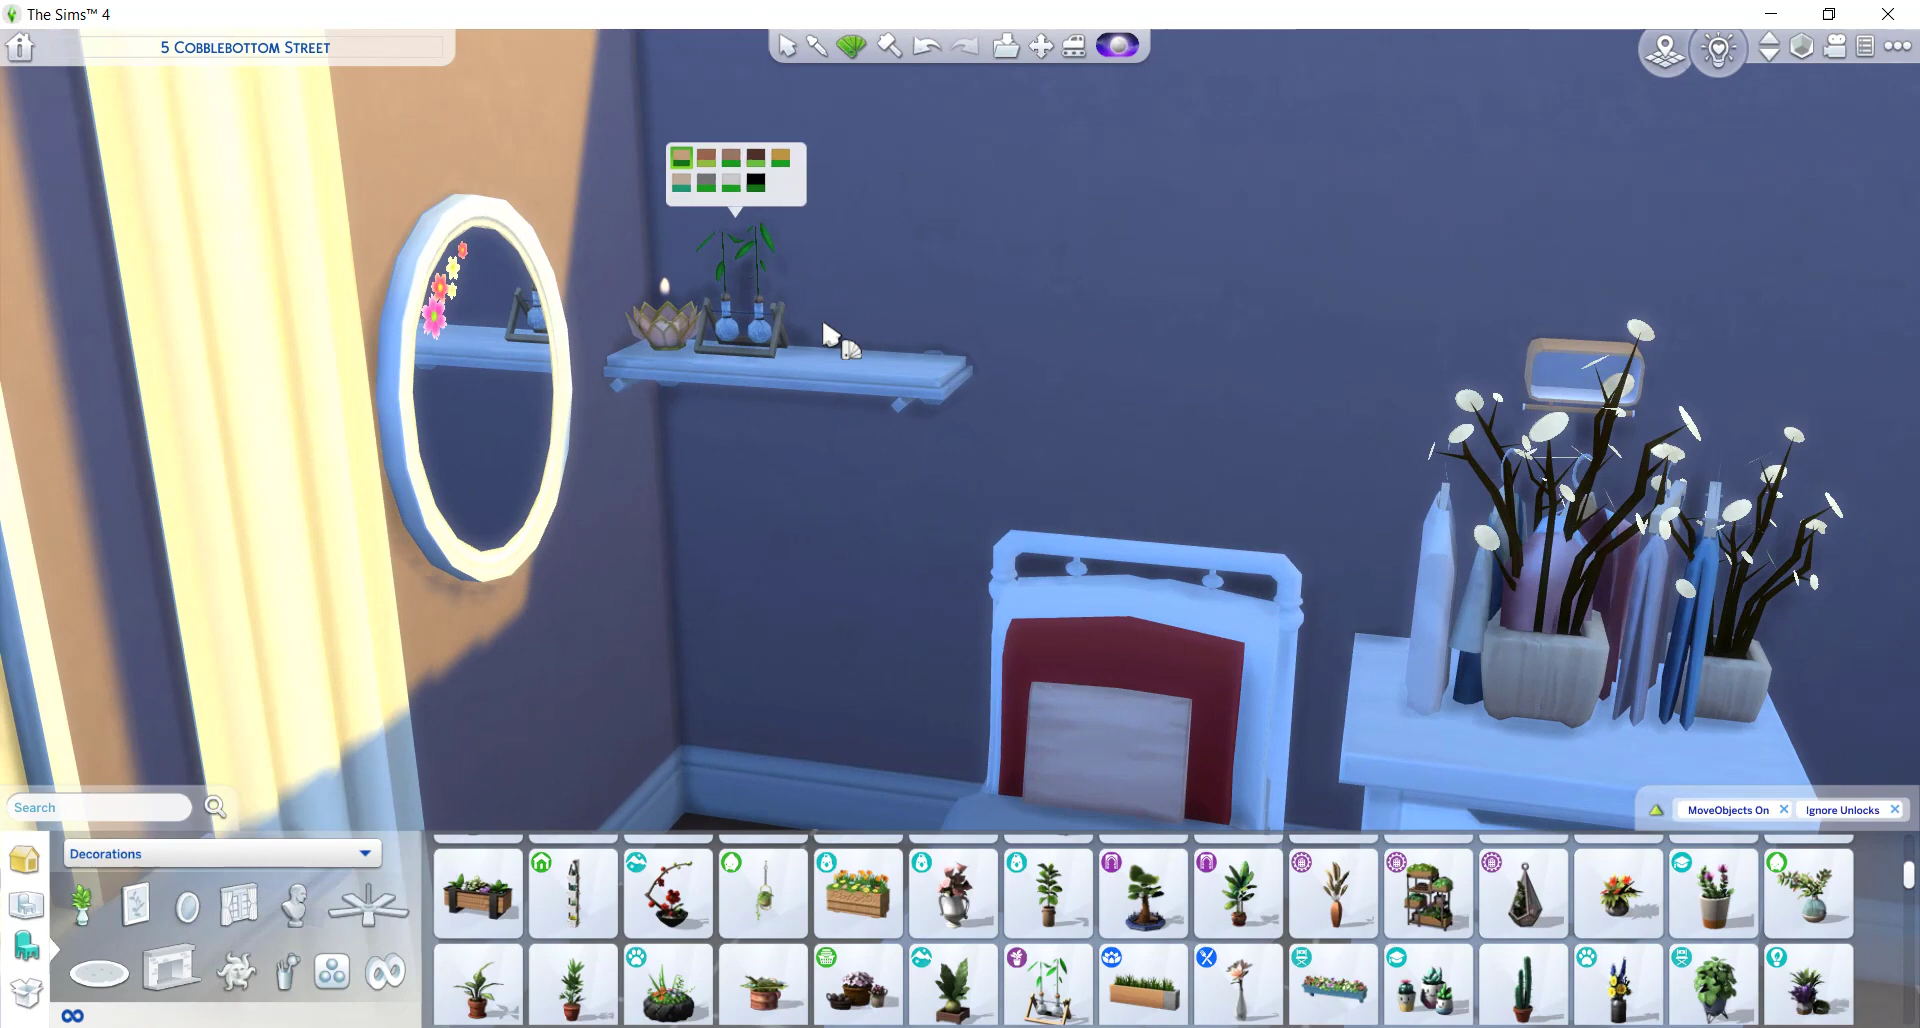 The Sims™ 4
5 Cobblebottom Street
Search
MoveObjects On
Ignore Unlocks
Decorations